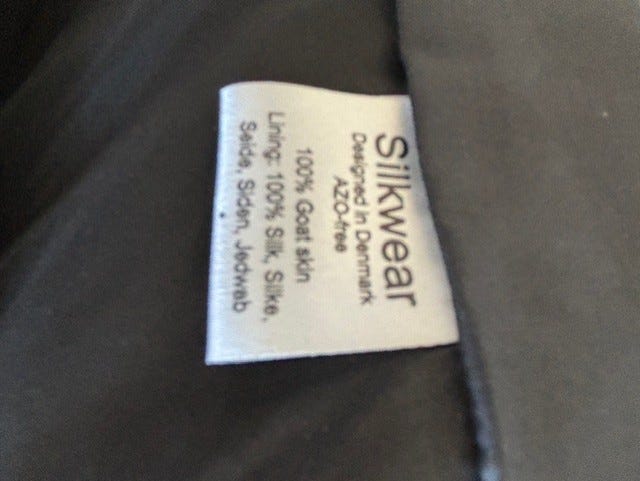 Silkwear
Designed in Denmark
AZO-free
100% Goat skin
Lining: 100% Silk, Silke,
Seide, Siden, Jedwab